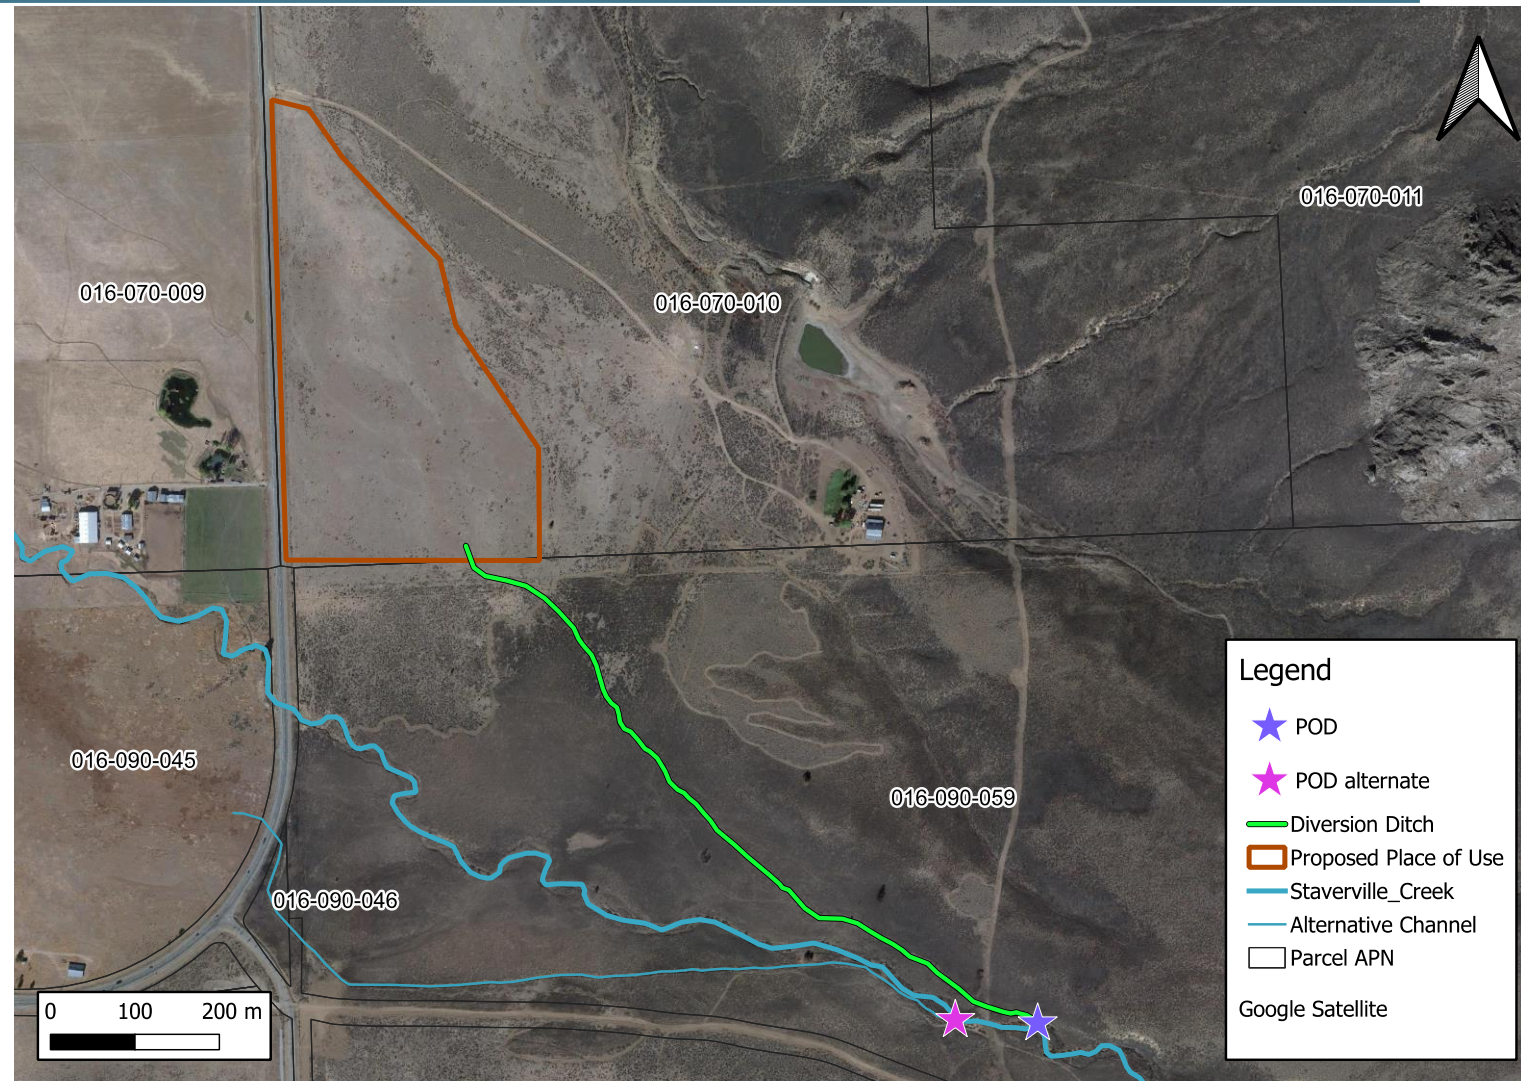 016-070-011
016-070-009
016-070-010
016-090-045
016-090-059
016-090-046
Legend
POD
POD alternate
Diversion Ditch
Proposed Place of Use
Staverville_Creek
Alternative Channel
Parcel APN
Google Satellite
0 100 200 m